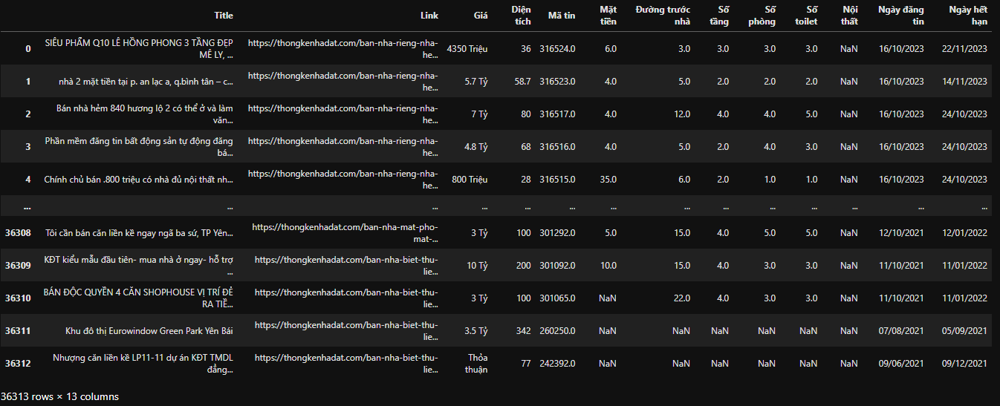 Title Link Giá Diện tích Mã tin Mặt tiền Đường trước nhà Số tầng Số phòng Số toilet Nội thất Ngày đăng tin Ngày hết hạn
0 SIÊU PHẨM Q10 LÊ HỒNG PHONG 3 TẦNG ĐẸP MÊ LY, ... https://thongkenhadat.com/ban-nha-rieng-nha-he... 4350 Triệu 36 316524.0 6.0 3.0 3.0 3.0 3.0 NaN 16/10/2023 22/11/2023
1 nhà 2 mặt tiền tại p. an lạc a, q.bình tân – c... https://thongkenhadat.com/ban-nha-rieng-nha-he... 5.7 Tỷ 58.7 316523.0 4.0 5.0 2.0 2.0 2.0 NaN 16/10/2023 14/11/2023
2 Bán nhà hẻm 840 hương lộ 2 có thể ở và làm văn... https://thongkenhadat.com/ban-nha-rieng-nha-he... 7 Tỷ 80 316517.0 4.0 12.0 4.0 4.0 5.0 NaN 16/10/2023 24/10/2023
3 Phần mềm đăng tin bất động sản tự động đăng bá... https://thongkenhadat.com/ban-nha-rieng-nha-he... 4.8 Tỷ 68 316516.0 4.0 5.0 2.0 4.0 3.0 NaN 16/10/2023 24/10/2023
4 Chính chủ bán .800 triệu có nhà đủ nội thất nh... https://thongkenhadat.com/ban-nha-rieng-nha-he... 800 Triệu 28 316515.0 35.0 6.0 2.0 1.0 1.0 NaN 16/10/2023 24/10/2023
... ... ... ... ... ... ... ... ... ... ... ... ... ...
36308 Tôi cần bán căn liền kề ngay ngã ba sứ, TP Yên... https://thongkenhadat.com/ban-nha-mat-pho-mat-... 3 Tỷ 100 301292.0 5.0 15.0 4.0 5.0 5.0 NaN 12/10/2021 12/01/2022
36309 KĐT kiểu mẫu đầu tiên- mua nhà ở ngay- hỗ trợ ... https://thongkenhadat.com/ban-nha-biet-thu-lie... 10 Tỷ 200 301092.0 10.0 15.0 4.0 3.0 3.0 NaN 11/10/2021 11/01/2022
36310 BÁN ĐỘC QUYỀN 4 CĂN SHOPHOUSE VỊ TRÍ ĐẺ RA TIỀ... https://thongkenhadat.com/ban-nha-biet-thu-lie... 3 Tỷ 100 301065.0 NaN 22.0 4.0 3.0 3.0 NaN 11/10/2021 11/01/2022
36311 Khu đô thị Eurowindow Green Park Yên Bái https://thongkenhadat.com/ban-nha-biet-thu-lie... 3.5 Tỷ 342 260250.0 NaN NaN NaN NaN NaN NaN 07/08/2021 05/09/2021
36312 Nhượng căn liền kề LP11-11 dự án KĐT TMDL đẳng... https://thongkenhadat.com/ban-nha-biet-thu-lie... Thỏa thuận 77 242392.0 NaN NaN NaN NaN NaN NaN 09/06/2021 09/12/2021
36313 rows × 13 columns